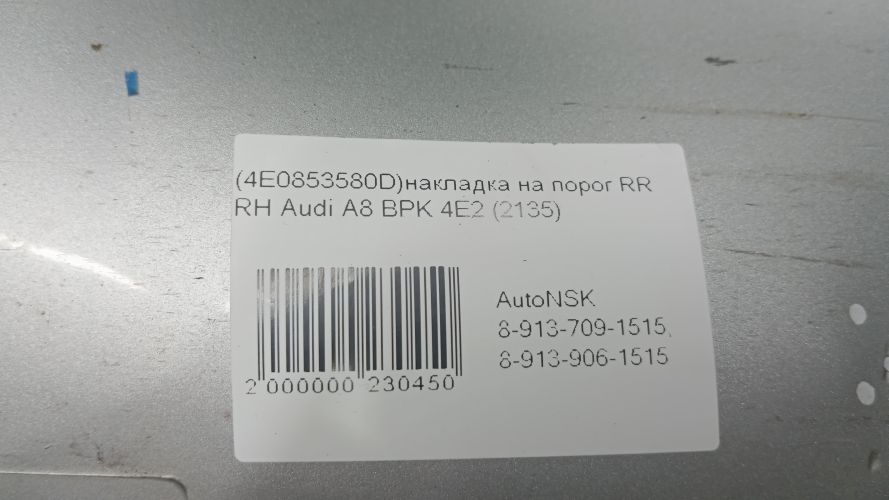 (4E0853580D)накладка на порог RR
RH Audi A8 BPK 4E2 (2135)
AutoNSK
8-913-709-1515,
8-913-906-1515
2 000000 230450